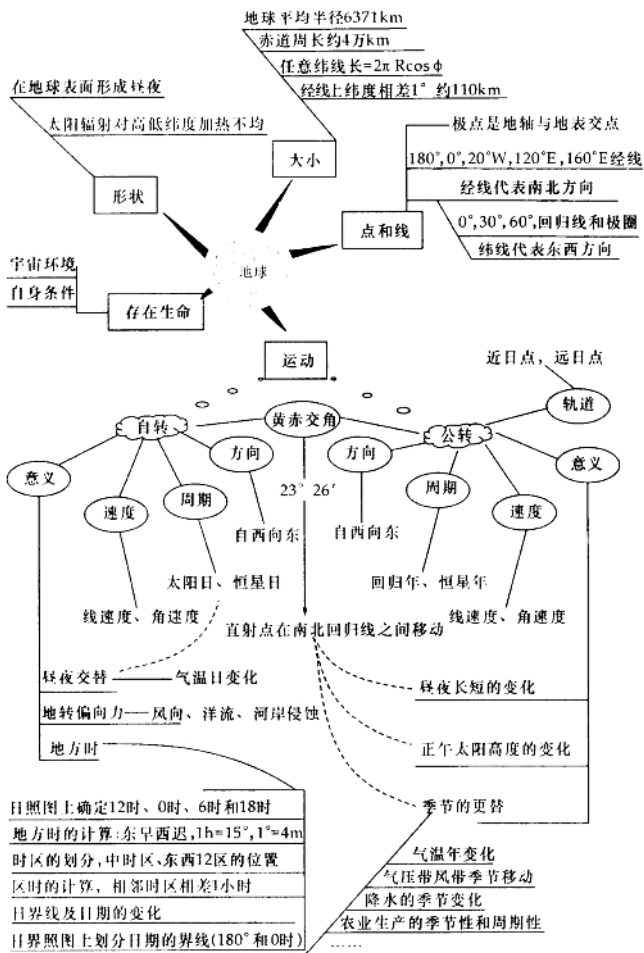 地球平均半径6371km
赤道周长约4万km
任意纬线长=2π Rcosφ
经线上纬度相差1° 约110km
大小
在地球表面形成昼夜
太阳辐射对高低纬度加热不均
形状
极点是地轴与地表交点
180°,0°,20°W,120°E,160°E经线
经线代表南北方向
0°,30°,60°,回归线和极圈
纬线代表东西方向
点和线
地球
宇宙环境
自身条件
存在生命
运动
近日点，远日点
轨道
自转
黄赤交角
公转
意义
方向
方向
意义
速度
周期
23° 26′
周期
速度
自西向东
自西向东
太阳日、恒星日
回归年、恒星年
线速度、角速度
线速度、角速度
直射点在南北回归线之间移动
昼夜交替——气温日变化
昼夜长短的变化
地转偏向力——风向、洋流、河岸侵蚀
地方时
正午太阳高度的变化
季节的更替
日照图上确定12时、0时、6时和18时
地方时的计算:东早西迟,1h=15°,1°=4m
时区的划分，中时区、东西12区的位置
区时的计算，相邻时区相差1小时
日界线及日期的变化
日界照图上划分日期的界线(180°和0时)
气温年变化
气压带风带季节移动
降水的季节变化
农业生产的季节性和周期性
……